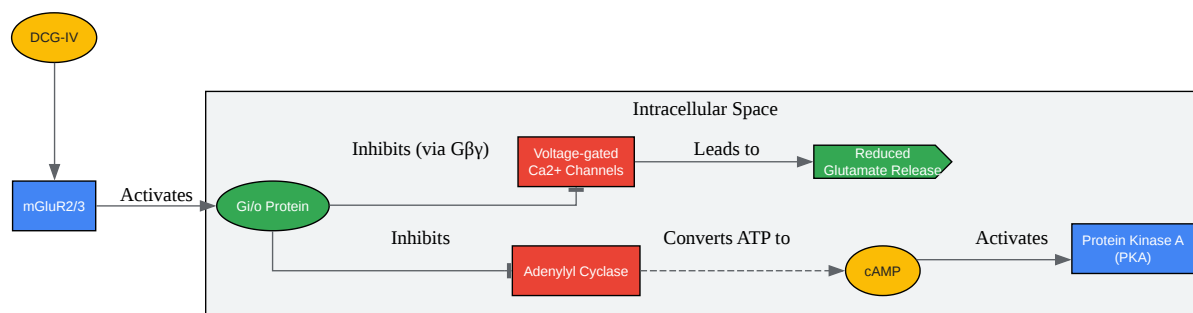 DCG-IV
Intracellular Space
Inhibits (via Gβγ)
Voltage-gated
Ca2+ Channels
Leads to
Reduced
Glutamate Release
mGluR2/3
Activates
Gi/o Protein
Inhibits
Adenylyl Cyclase
Converts ATP to
cAMP
Activates
Protein Kinase A
(PKA)